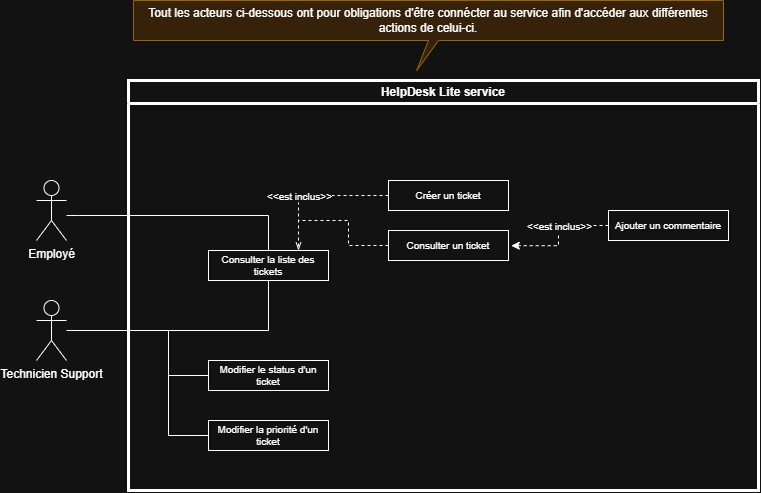 Tout les acteurs ci-dessous ont pour obligations d'être connécter au service afin d'accéder aux différentes
actions de celui-ci.
HelpDesk Lite service
<<est inclus>>
Créer un ticket
<<est inclus>>
Ajouter un commentaire
Consulter un ticket
Employé
Consulter la liste des
tickets
Technicien Support
Modifier le status d'un
ticket
Modifier la priorité d'un
ticket